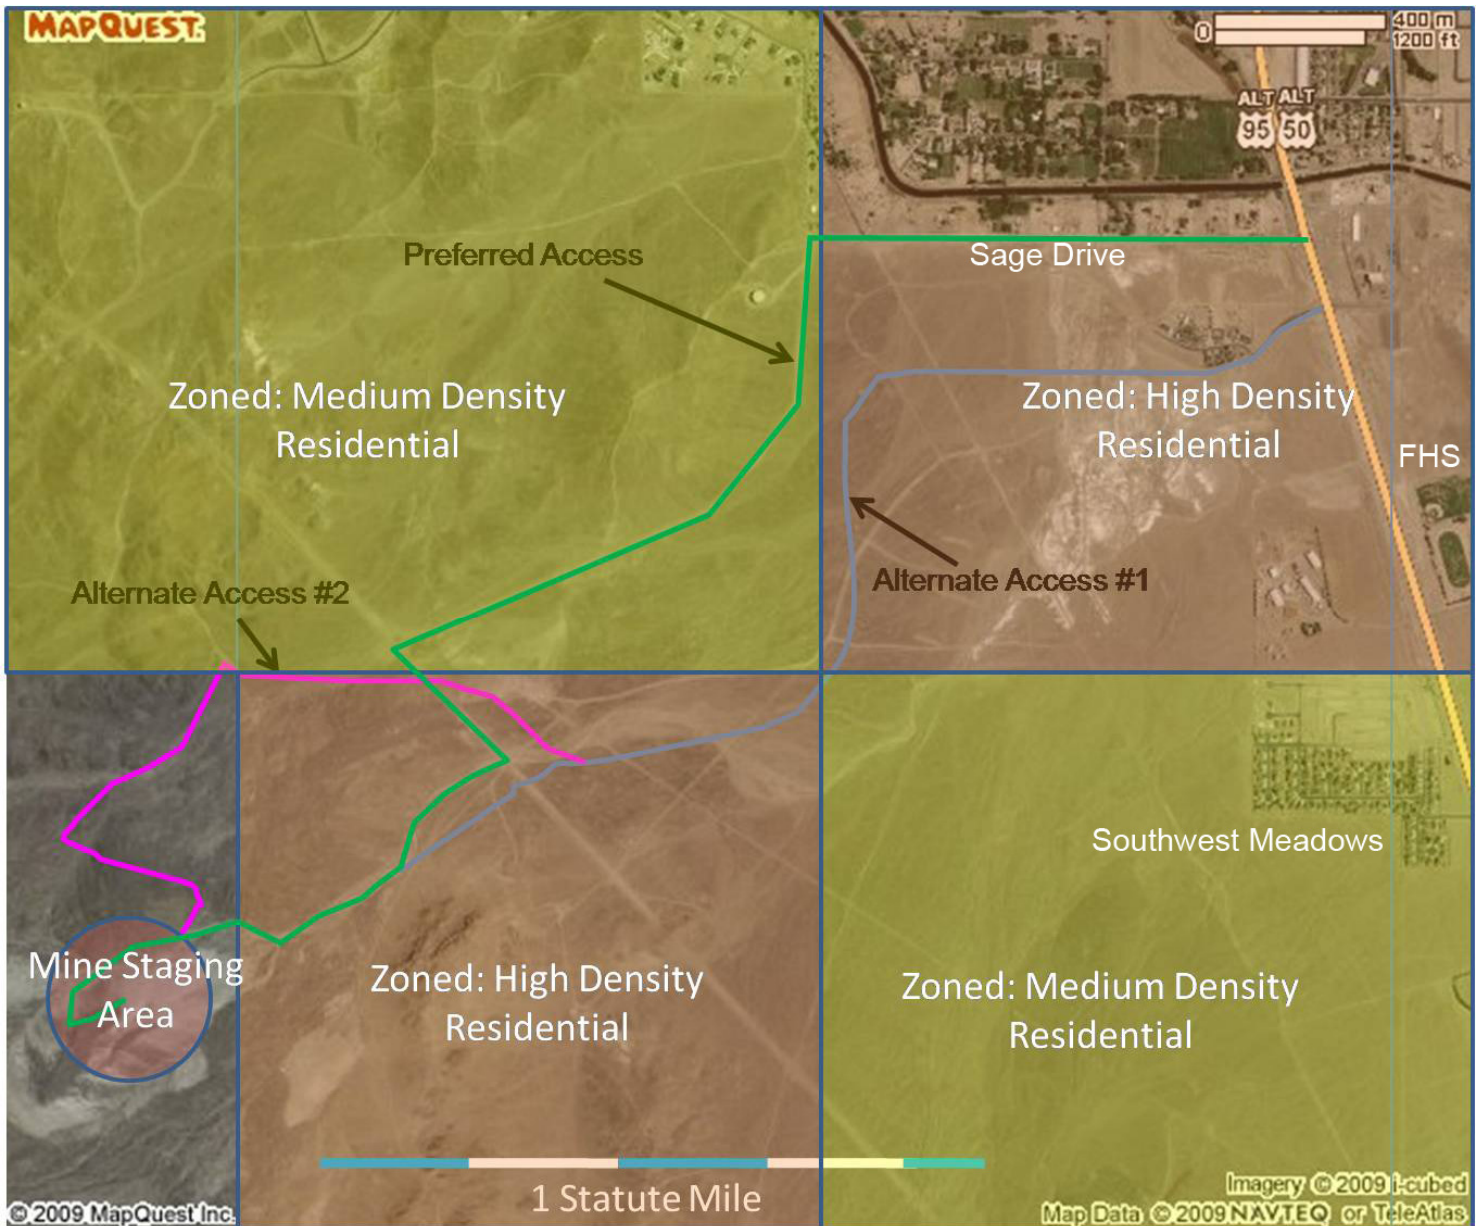 MAPQUEST.
400 m
0
1200 ft
ALT ALT
95 50
Preferred Access
Sage Drive
Zoned: Medium Density
Residential
Zoned: High Density
Residential
FHS
Alternate Access #2
Alternate Access #1
Southwest Meadows
Mine Staging
Area
Zoned: High Density
Residential
Zoned: Medium Density
Residential
1 Statute Mile
© 2009 MapQuest Inc.
Imagery © 2009 i-cubed
Map Data © 2009 NAVTEQ or TeleAtlas